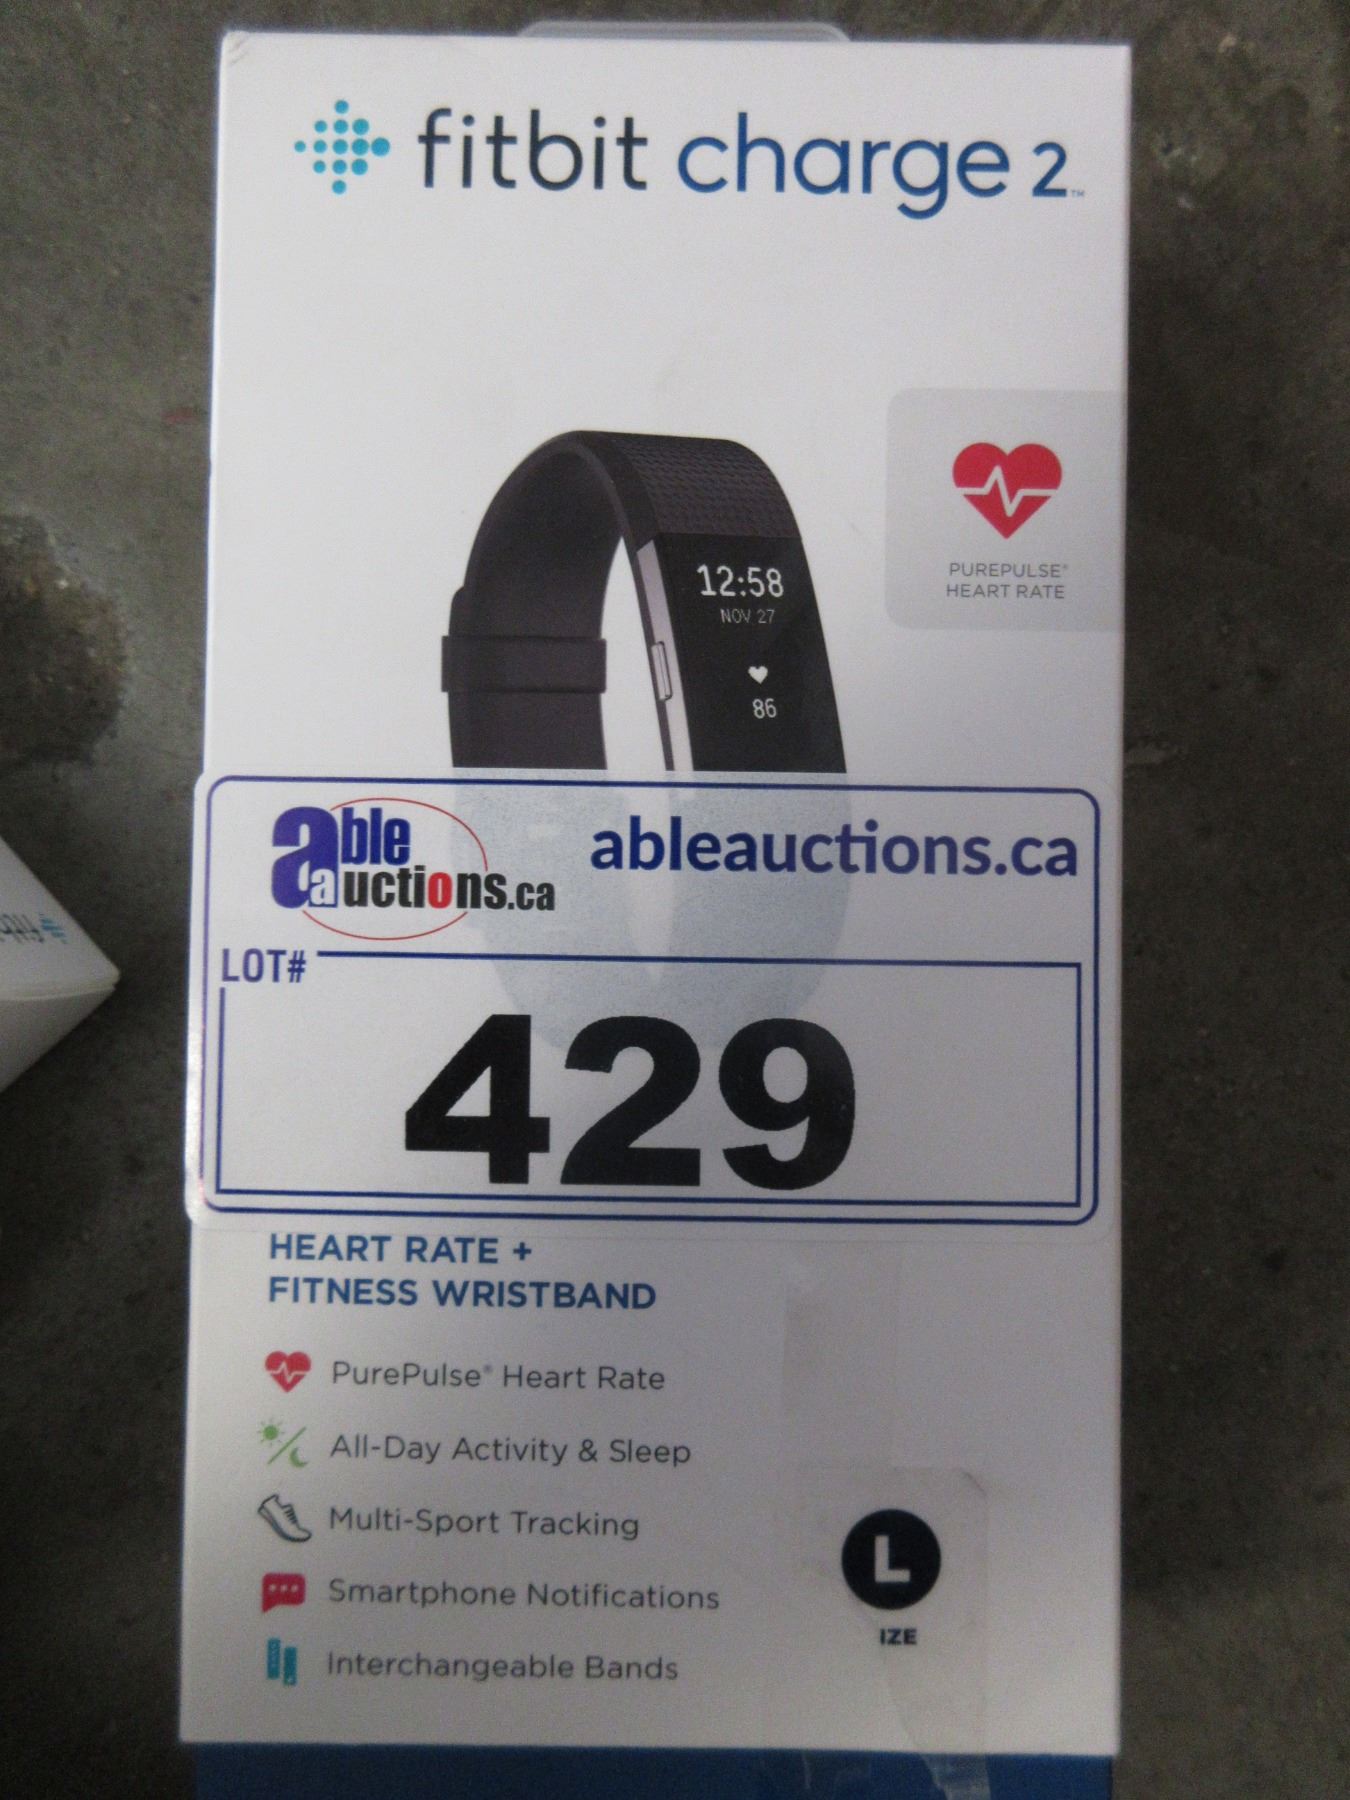 fitbit charge 2™
PUREPULSE®
HEART RATE
12:58
NOV 27
86
able
auctions.ca
ableauctions.ca
LOT#
429
HEART RATE +
FITNESS WRISTBAND
PurePulse® Heart Rate
All-Day Activity & Sleep
Multi-Sport Tracking
Smartphone Notifications
Interchangeable Bands
L
IZE